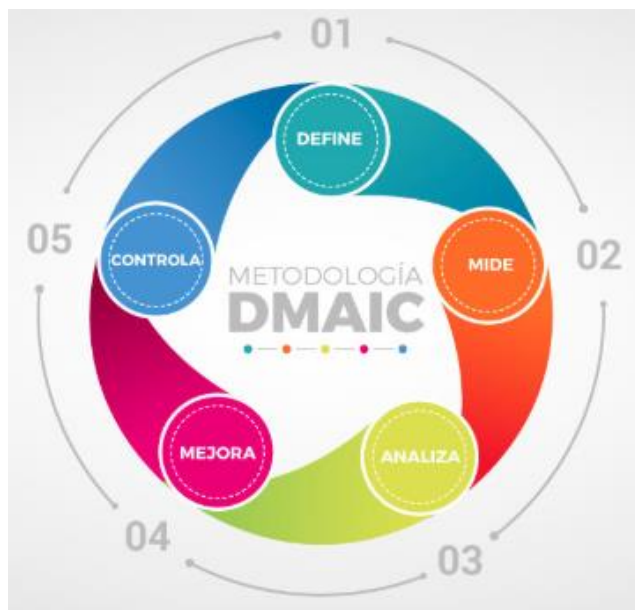 01
DEFINE
02
MIDE
03
ANALIZA
04
MEJORA
05
CONTROLA
METODOLOGÍA
DMAIC